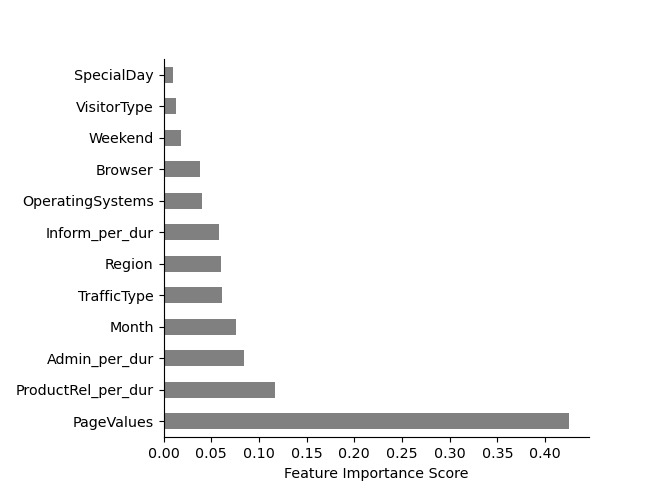 SpecialDay
VisitorType
Weekend
Browser
OperatingSystems
Inform_per_dur
Region
TrafficType
Month
Admin_per_dur
ProductRel_per_dur
PageValues
0.00 0.05 0.10 0.15 0.20 0.25 0.30 0.35 0.40
Feature Importance Score